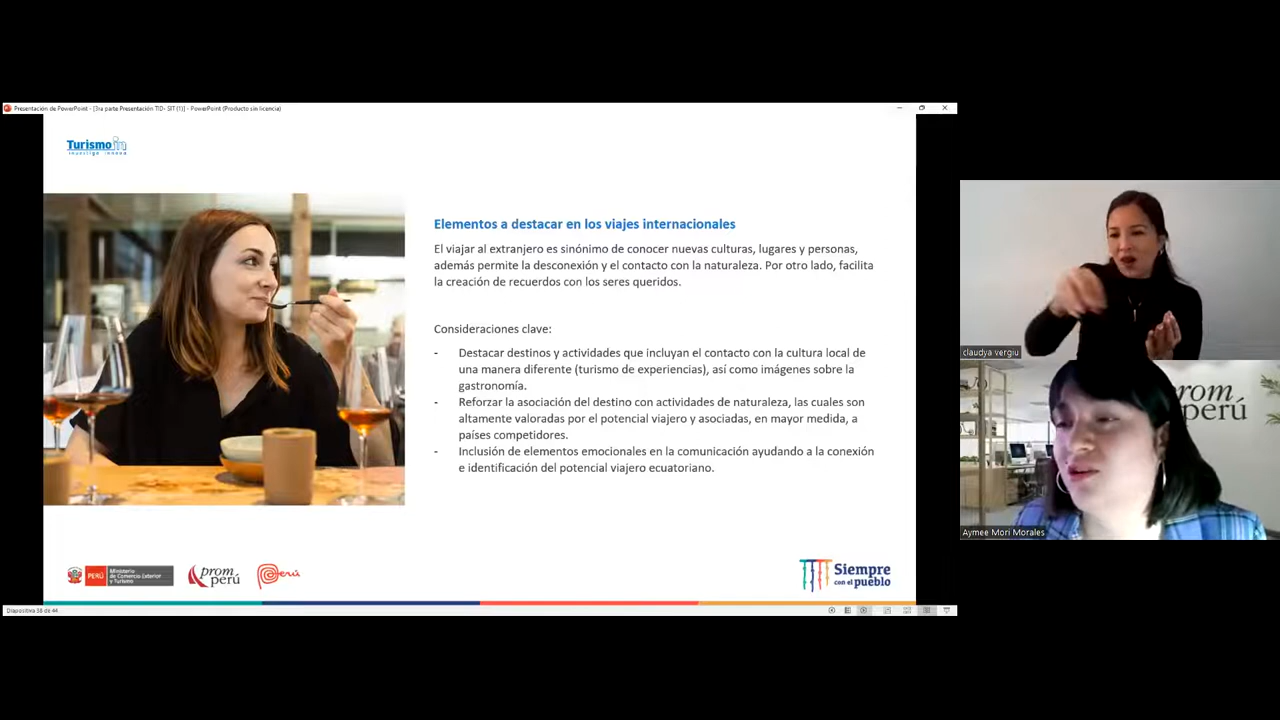 Presentación de PowerPoint - [3ra parte Presentación TID- SIT (1)] - PowerPoint (Producto sin licencia)
Turismo in
investiga innova
Elementos a destacar en los viajes internacionales
El viajar al extranjero es sinónimo de conocer nuevas culturas, lugares y personas,
además permite la desconexión y el contacto con la naturaleza. Por otro lado, facilita
la creación de recuerdos con los seres queridos.
Consideraciones clave:
- Destacar destinos y actividades que incluyan el contacto con la cultura local de
una manera diferente (turismo de experiencias), así como imágenes sobre la
gastronomía.
- Reforzar la asociación del destino con actividades de naturaleza, las cuales son
altamente valoradas por el potencial viajero y asociadas, en mayor medida, a
países competidores.
- Inclusión de elementos emocionales en la comunicación ayudando a la conexión
e identificación del potencial viajero ecuatoriano.
PERÚ
Ministerio
de Comercio Exterior
y Turismo
prom
perú
Perú
Siempre
con el pueblo
Diapositiva 38 de 44
claudya vergiu
prom
perú
Aymee Mori Morales